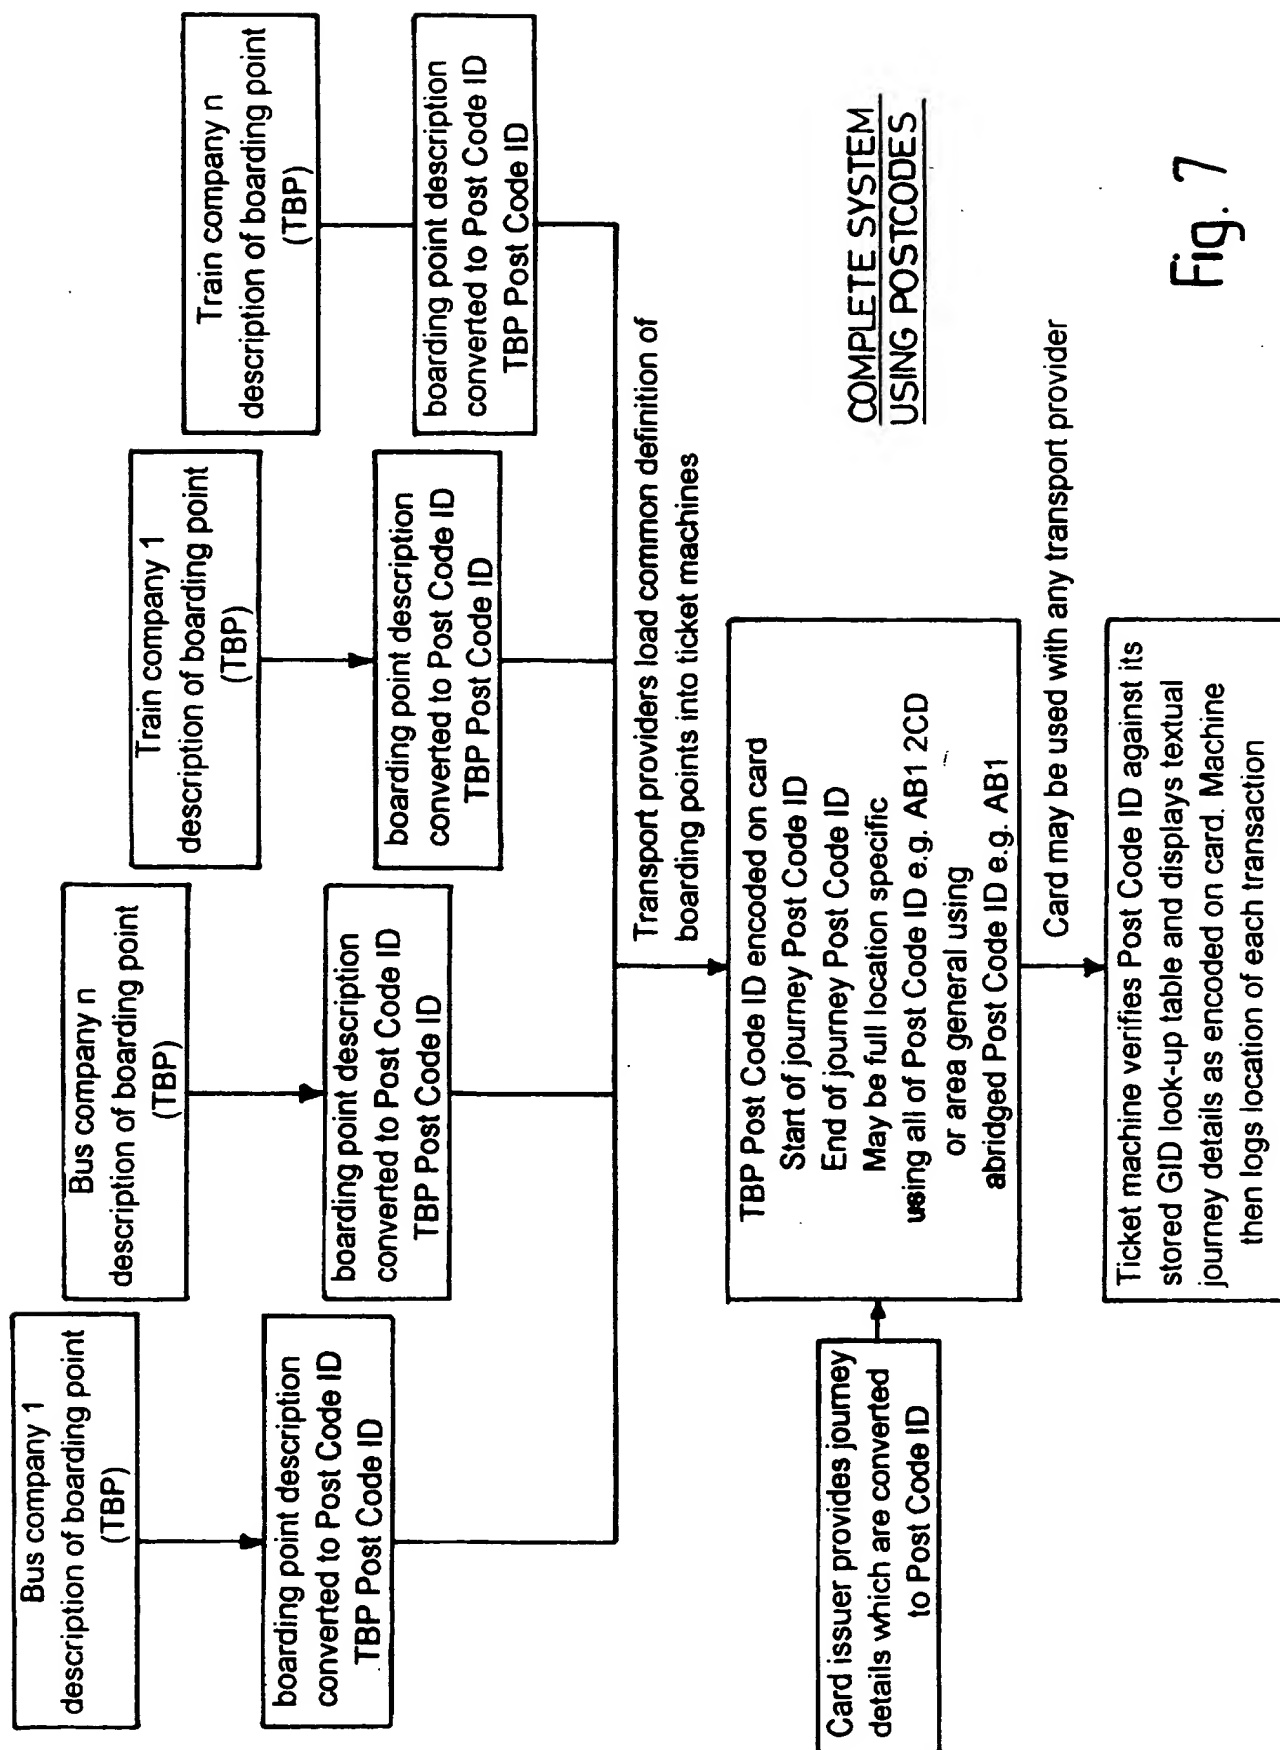 Bus company 1
description of boarding point
(TBP)
Bus company n
description of boarding point
(TBP)
Train company 1
description of boarding point
(TBP)
Train company n
description of boarding point
(TBP)
boarding point description
converted to Post Code ID
TBP Post Code ID
boarding point description
converted to Post Code ID
TBP Post Code ID
boarding point description
converted to Post Code ID
TBP Post Code ID
boarding point description
converted to Post Code ID
TBP Post Code ID
Transport providers load common definition of
boarding points into ticket machines
Card issuer provides journey
details which are converted
to Post Code ID
TBP Post Code ID encoded on card
Start of journey Post Code ID
End of journey Post Code ID
May be full location specific
using all of Post Code ID e.g. AB1 2CD
or area general using
abridged Post Code ID e.g. AB1
Card may be used with any transport provider
Ticket machine verifies Post Code ID against its
stored GID look-up table and displays textual
journey details as encoded on card. Machine
then logs location of each transaction
COMPLETE SYSTEM
USING POSTCODES
Fig. 7